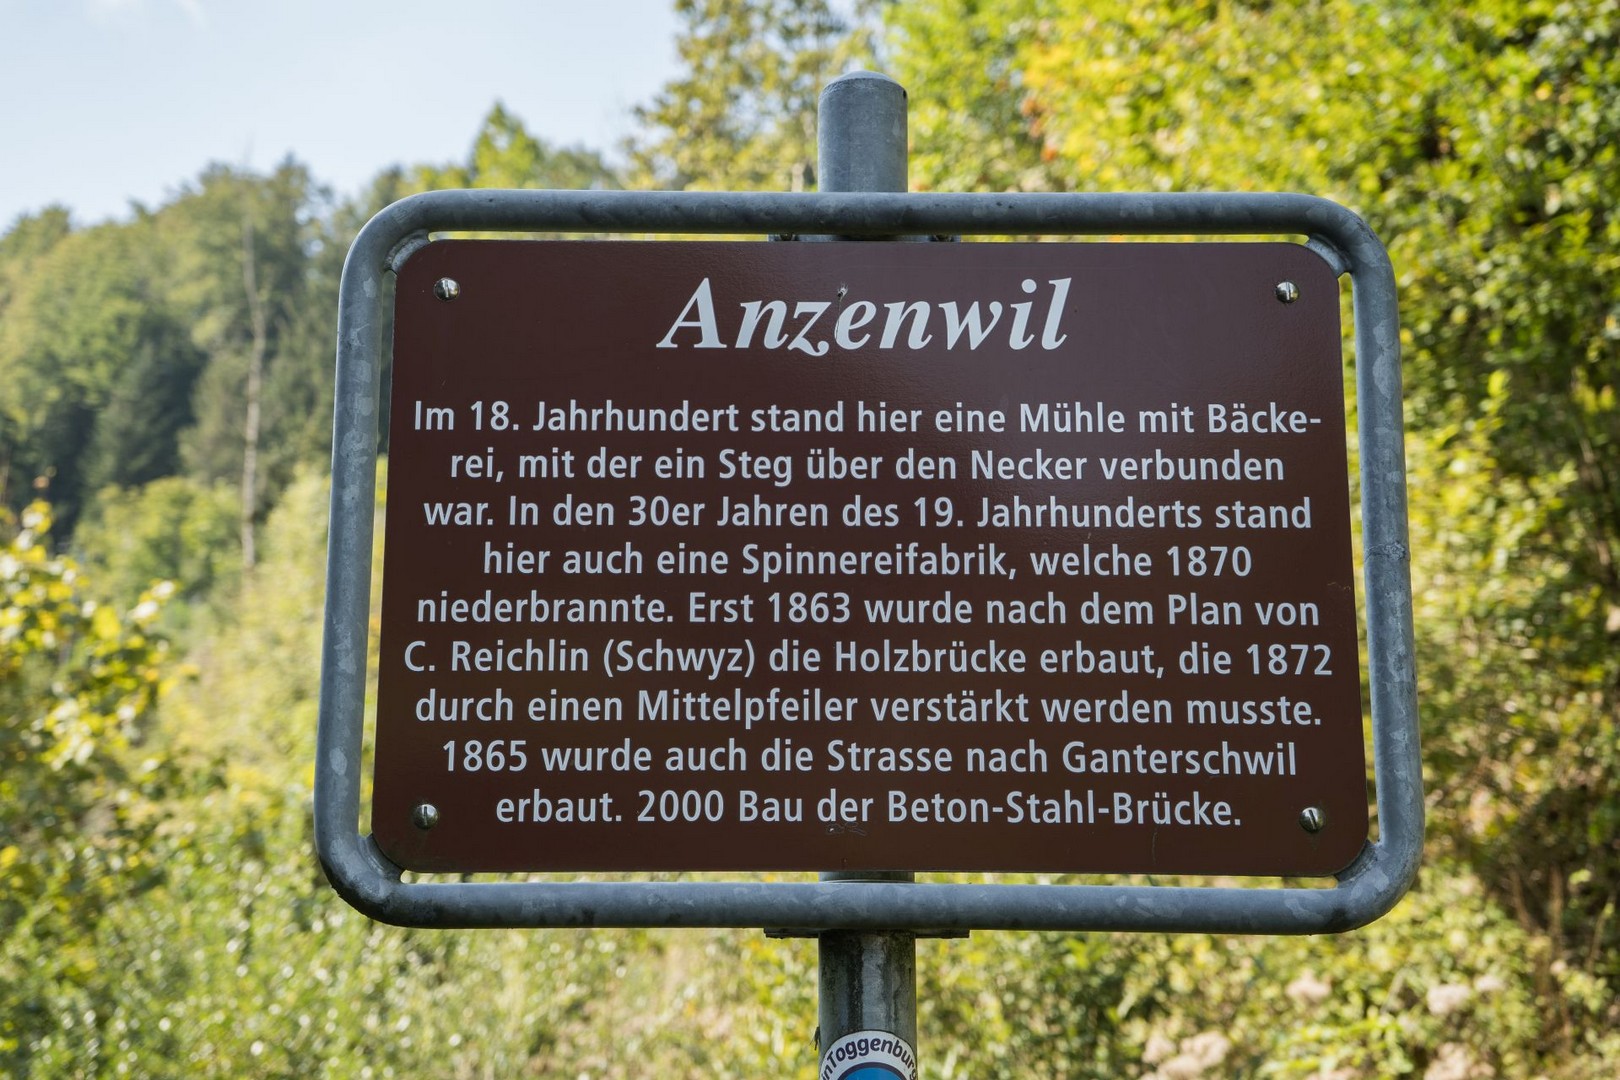 Anzenwil
Im 18. Jahrhundert stand hier eine Mühle mit Bäcke-
rei, mit der ein Steg über den Necker verbunden
war. In den 30er Jahren des 19. Jahrhunderts stand
hier auch eine Spinnereifabrik, welche 1870
niederbrannte. Erst 1863 wurde nach dem Plan von
C. Reichlin (Schwyz) die Holzbrücke erbaut, die 1872
durch einen Mittelpfeiler verstärkt werden musste.
1865 wurde auch die Strasse nach Ganterschwil
erbaut. 2000 Bau der Beton-Stahl-Brücke.
in Toggenburg